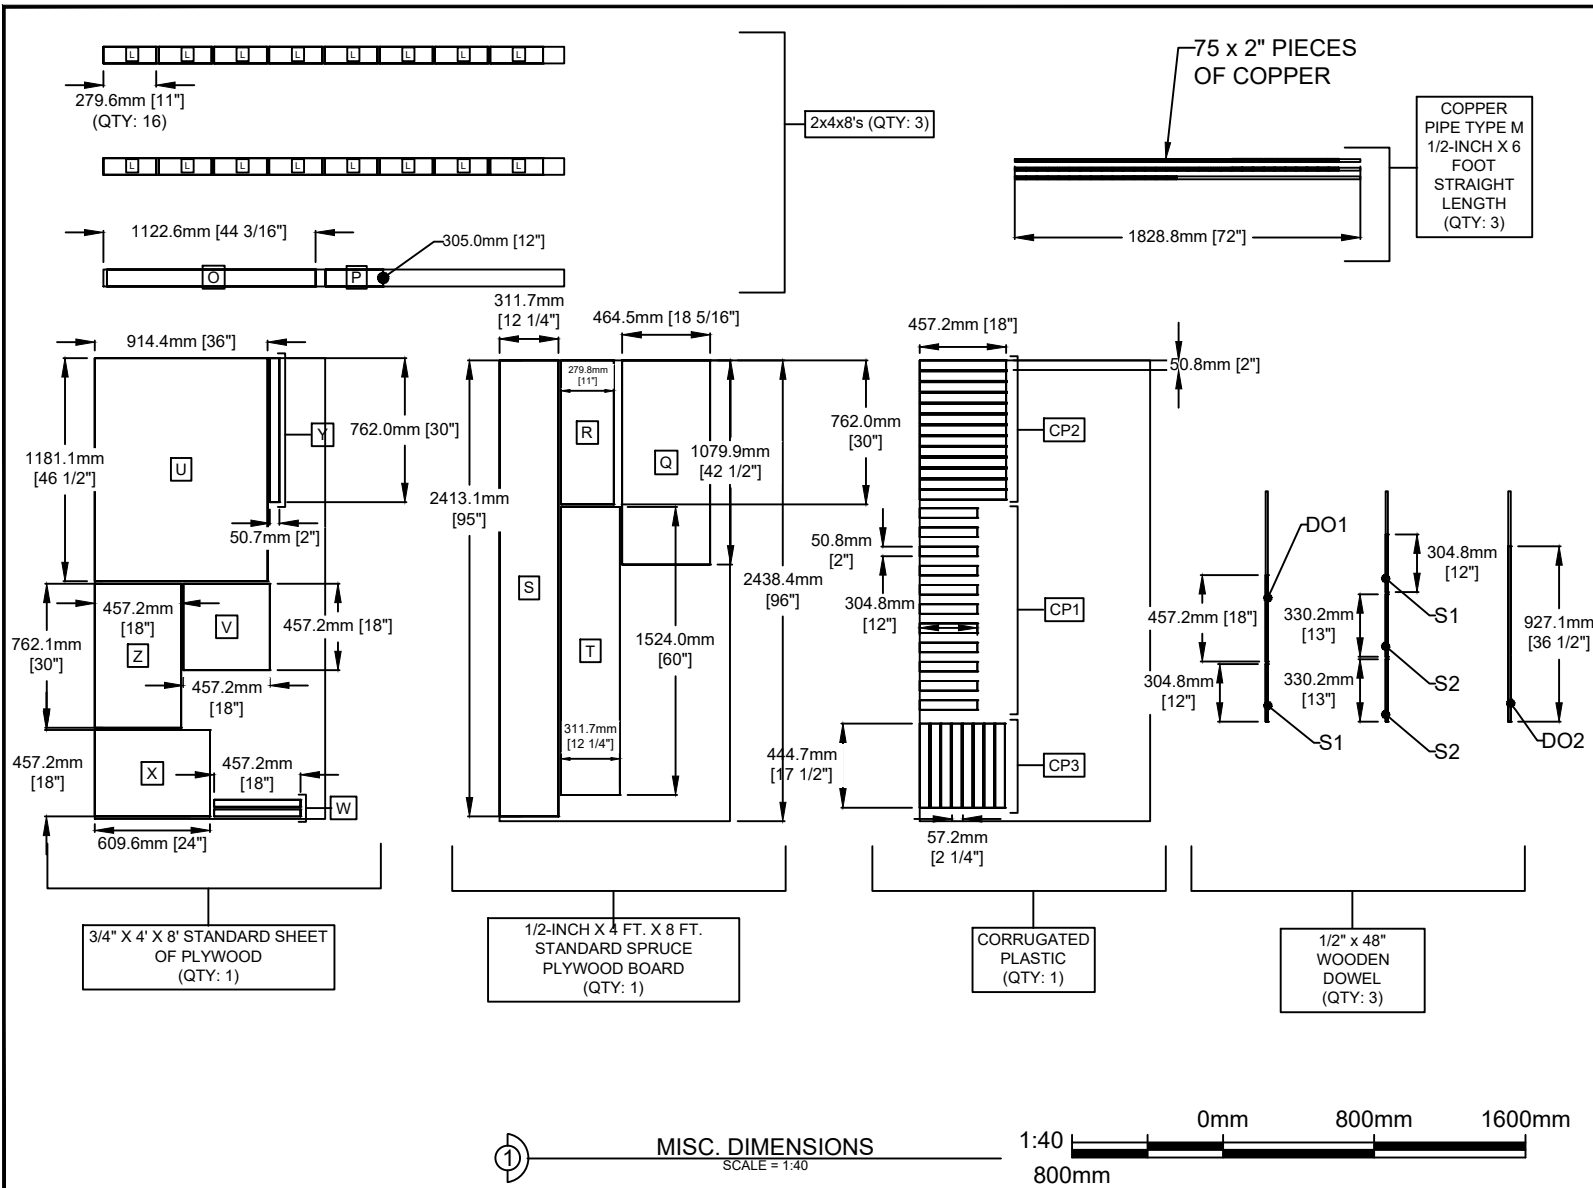 L L L L L L L L
279.6mm [11"]
(QTY: 16)
L L L L L L L L
1122.6mm [44 3/16"]
305.0mm [12"]
O P
2x4x8's (QTY: 3)
75 x 2" PIECES
OF COPPER
COPPER
PIPE TYPE M
1/2-INCH X 6
FOOT
STRAIGHT
LENGTH
(QTY: 3)
1828.8mm [72"]
914.4mm [36"]
1181.1mm
[46 1/2"]
U
Y
762.0mm [30"]
50.7mm [2"]
457.2mm
[18"]
V
457.2mm [18"]
762.1mm
[30"]
Z
457.2mm
[18"]
457.2mm
[18"]
X
457.2mm
[18"]
W
609.6mm [24"]
3/4" X 4' X 8' STANDARD SHEET
OF PLYWOOD
(QTY: 1)
311.7mm
[12 1/4"]
464.5mm [18 5/16"]
279.8mm
[11"]
R
Q
762.0mm
[30"]
1079.9mm
[42 1/2"]
2413.1mm
[95"]
S
2438.4mm
[96"]
1524.0mm
[60"]
T
311.7mm
[12 1/4"]
1/2-INCH X 4 FT. X 8 FT.
STANDARD SPRUCE
PLYWOOD BOARD
(QTY: 1)
457.2mm [18"]
50.8mm [2"]
CP2
50.8mm
[2"]
304.8mm
[12"]
CP1
444.7mm
[17 1/2"]
CP3
57.2mm
[2 1/4"]
CORRUGATED
PLASTIC
(QTY: 1)
DO1
457.2mm [18"]
304.8mm
[12"]
S1
304.8mm
[12"]
S1
330.2mm
[13"]
S2
330.2mm
[13"]
S2
927.1mm
[36 1/2"]
DO2
1/2" x 48"
WOODEN
DOWEL
(QTY: 3)
1
MISC. DIMENSIONS
SCALE = 1:40
1:40
0mm 800mm 1600mm
800mm